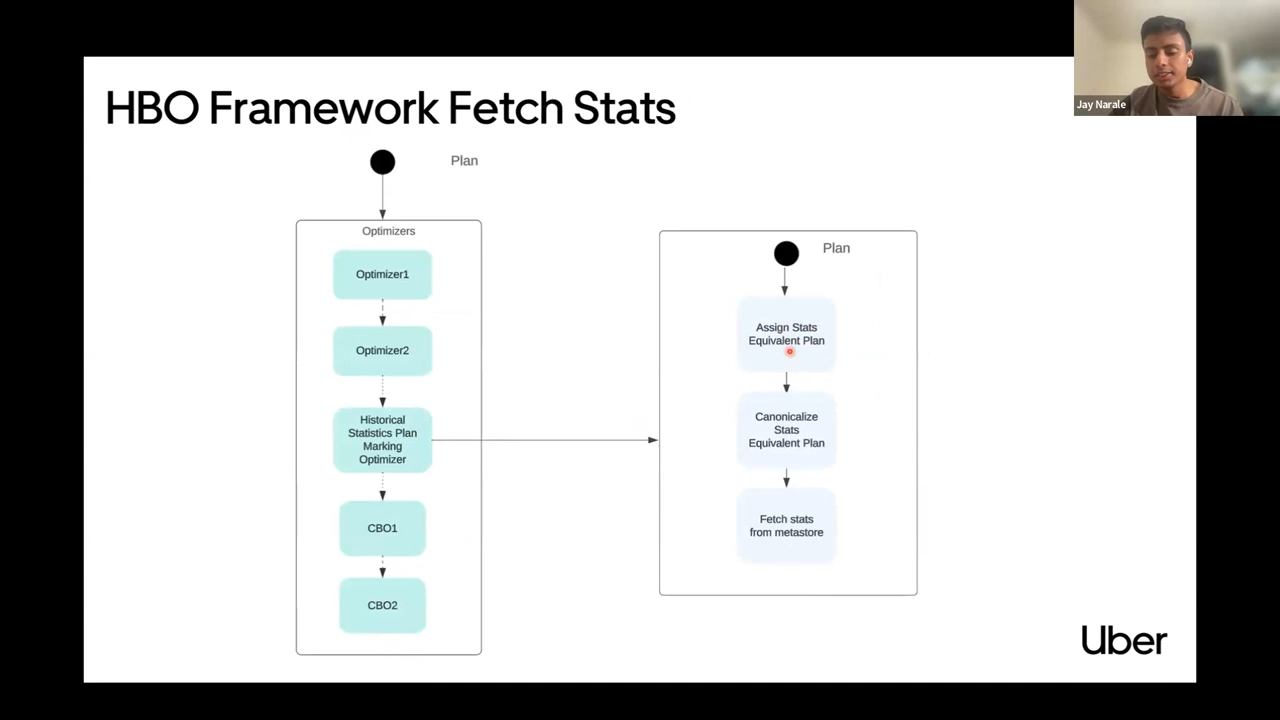 Jay Narale
HBO Framework Fetch Stats
Plan
Optimizers
Optimizer1
Optimizer2
Historical
Statistics Plan
Marking
Optimizer
CBO1
CBO2
Plan
Assign Stats
Equivalent Plan
Canonicalize
Stats
Equivalent Plan
Fetch stats
from metastore
Uber